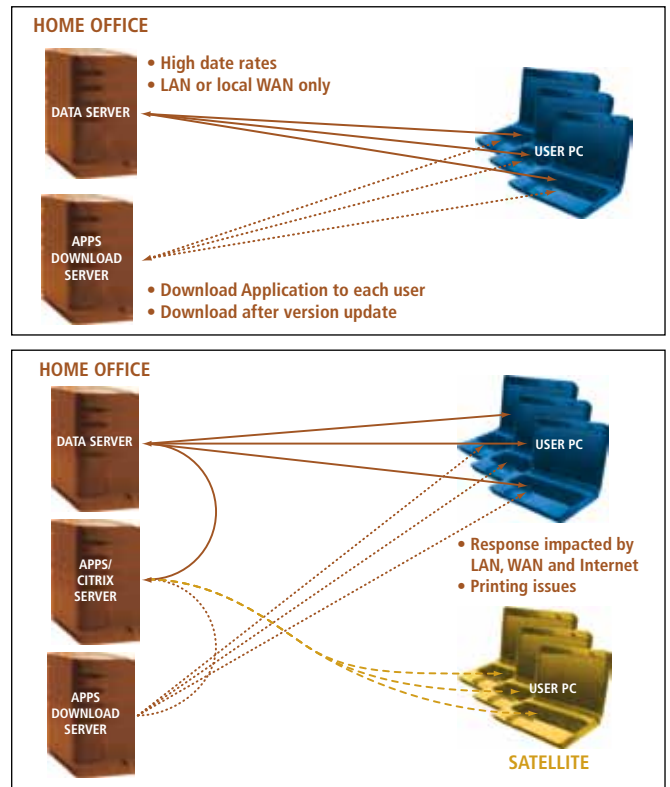 HOME OFFICE
• High date rates
• LAN or local WAN only
DATA SERVER
USER PC
APPS
DOWNLOAD
SERVER
• Download Application to each user
• Download after version update
HOME OFFICE
DATA SERVER
USER PC
• Response impacted by
LAN, WAN and Internet
• Printing issues
APPS/
CITRIX
SERVER
USER PC
APPS
DOWNLOAD
SERVER
SATELLITE